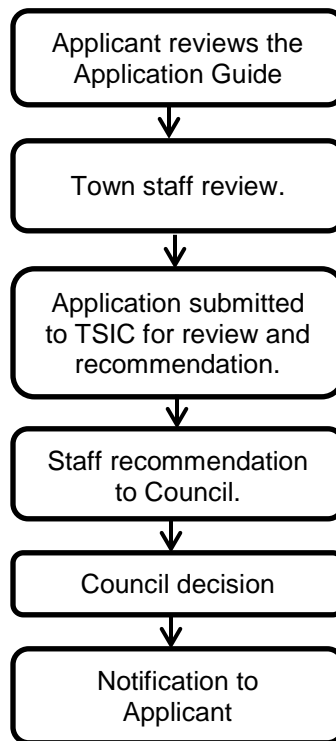 Applicant reviews the
Application Guide
Town staff review.
Application submitted
to TSIC for review and
recommendation.
Staff recommendation
to Council.
Council decision
Notification to
Applicant